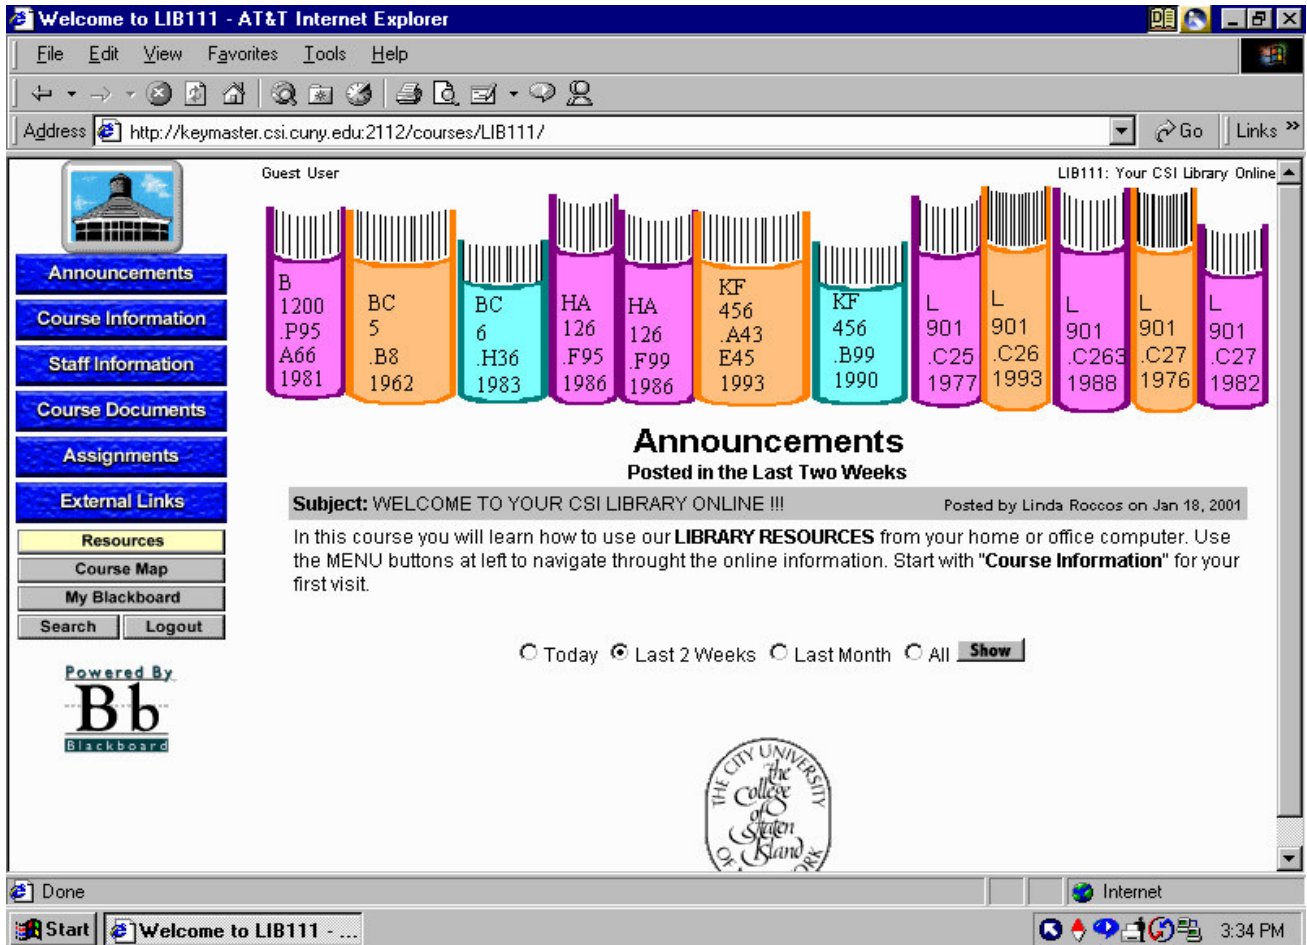 Welcome to LIB111 - AT&T Internet Explorer
File Edit View Favorites Tools Help
Address http://keymaster.csi.cuny.edu:2112/courses/LIB111/ Go Links »
Guest User LIB111: Your CSI Library Online
Announcements
Course Information
Staff Information
Course Documents
Assignments
External Links
Resources
Course Map
My Blackboard
Search Logout
Powered By
Bb
Blackboard
B
1200
.P95
A66
1981
BC
5
.B8
1962
BC
6
.H36
1983
HA
126
.F95
1986
HA
126
.F99
1986
KF
456
.A43
E45
1993
KF
456
.B99
1990
L
901
.C25
1977
L
901
.C26
1993
L
901
.C263
1988
L
901
.C27
1976
L
901
.C27
1982
Announcements
Posted in the Last Two Weeks
Subject: WELCOME TO YOUR CSI LIBRARY ONLINE !!! Posted by Linda Roccos on Jan 18, 2001
In this course you will learn how to use our LIBRARY RESOURCES from your home or office computer. Use
the MENU buttons at left to navigate throught the online information. Start with "Course Information" for your
first visit.
Today Last 2 Weeks Last Month All Show
THE CITY UNIVERSITY
the
College
of
Staten
Island
OF
Done Internet
Start Welcome to LIB111 - ... 3:34 PM